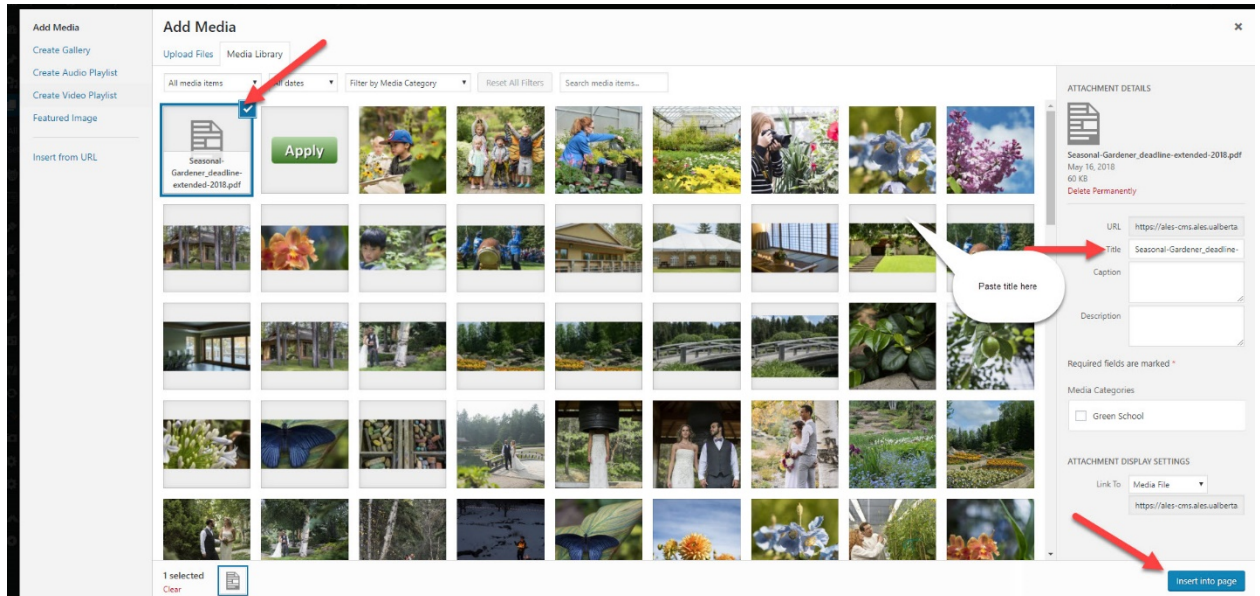 Add Media
Create Gallery
Create Audio Playlist
Create Video Playlist
Featured Image
Insert from URL
Add Media
Upload Files
Media Library
All media items
All dates
Filter by Media Category
Reset All Filters
Search media items...
Seasonal-
Gardener_deadline-
extended-2018.pdf
Apply
Paste title here
ATTACHMENT DETAILS
Seasonal-Gardener_deadline-extended-2018.pdf
May 16, 2018
60 KB
Delete Permanently
URL https://ales-cms.ales.ualberta
Title Seasonal-Gardener_deadline-
Caption
Description
Required fields are marked *
Media Categories
Green School
ATTACHMENT DISPLAY SETTINGS
Link To Media File
https://ales-cms.ales.ualberta
1 selected
Clear
Insert into page